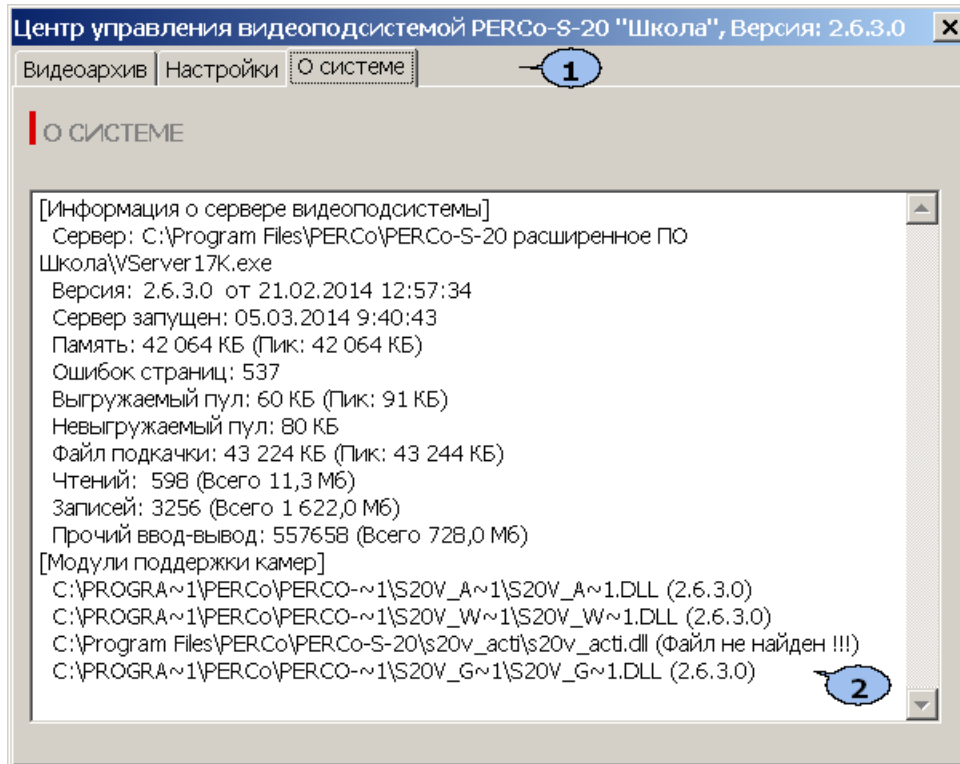 Центр управления видеоподсистемой PERCo-S-20 "Школа", Версия: 2.6.3.0
Видеоархив Настройки О системе 1
О СИСТЕМЕ
[Информация о сервере видеоподсистемы]
Сервер: C:\Program Files\PERCo\PERCo-S-20 расширенное ПО
Школа\VServer17K.exe
Версия: 2.6.3.0 от 21.02.2014 12:57:34
Сервер запущен: 05.03.2014 9:40:43
Память: 42 064 КБ (Пик: 42 064 КБ)
Ошибок страниц: 537
Выгружаемый пул: 60 КБ (Пик: 91 КБ)
Невыгружаемый пул: 80 КБ
Файл подкачки: 43 224 КБ (Пик: 43 244 КБ)
Чтений: 598 (Всего 11,3 Мб)
Записей: 3256 (Всего 1 622,0 Мб)
Прочий ввод-вывод: 557658 (Всего 728,0 Мб)
[Модули поддержки камер]
C:\PROGRA~1\PERCo\PERCO-~1\S20V_A~1\S20V_A~1.DLL (2.6.3.0)
C:\PROGRA~1\PERCo\PERCO-~1\S20V_W~1\S20V_W~1.DLL (2.6.3.0)
C:\Program Files\PERCo\PERCo-S-20\s20v_acti\s20v_acti.dll (Файл не найден !!!)
C:\PROGRA~1\PERCo\PERCO-~1\S20V_G~1\S20V_G~1.DLL (2.6.3.0)
2